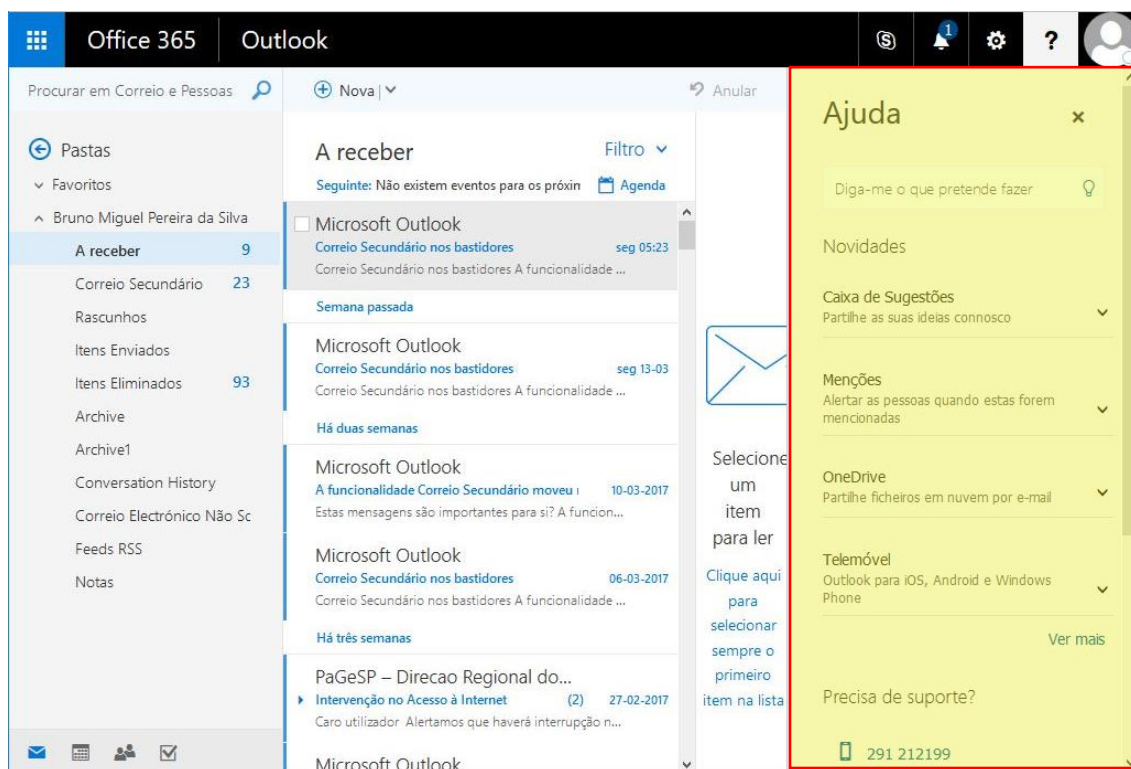 Office 365 Outlook
1
?
Procurar em Correio e Pessoas
Nova
Anular
Pastas
Favoritos
Bruno Miguel Pereira da Silva
A receber 9
Correio Secundário 23
Rascunhos
Itens Enviados
Itens Eliminados 93
Archive
Archive1
Conversation History
Correio Electrónico Não Sc
Feeds RSS
Notas
A receber Filtro
Seguinte: Não existem eventos para os próxin Agenda
Microsoft Outlook
Correio Secundário nos bastidores seg 05:23
Correio Secundário nos bastidores A funcionalidade ...
Semana passada
Microsoft Outlook
Correio Secundário nos bastidores seg 13-03
Correio Secundário nos bastidores A funcionalidade ...
Há duas semanas
Microsoft Outlook
A funcionalidade Correio Secundário moveu 10-03-2017
Estas mensagens são importantes para si? A funcion...
Microsoft Outlook
Correio Secundário nos bastidores 06-03-2017
Correio Secundário nos bastidores A funcionalidade ...
Há três semanas
PaGeSP – Direcao Regional do...
Intervenção no Acesso à Internet (2) 27-02-2017
Caro utilizador Alertamos que haverá interrupção n...
Microsoft Outlook
Selecione
um
item
para ler
Clique aqui
para
selecionar
sempre o
primeiro
item na lista
Ajuda
Diga-me o que pretende fazer
Novidades
Caixa de Sugestões
Partilhe as suas ideias connosco
Menções
Alertar as pessoas quando estas forem
mencionadas
OneDrive
Partilhe ficheiros em nuvem por e-mail
Telemóvel
Outlook para iOS, Android e Windows
Phone
Ver mais
Precisa de suporte?
291 212199